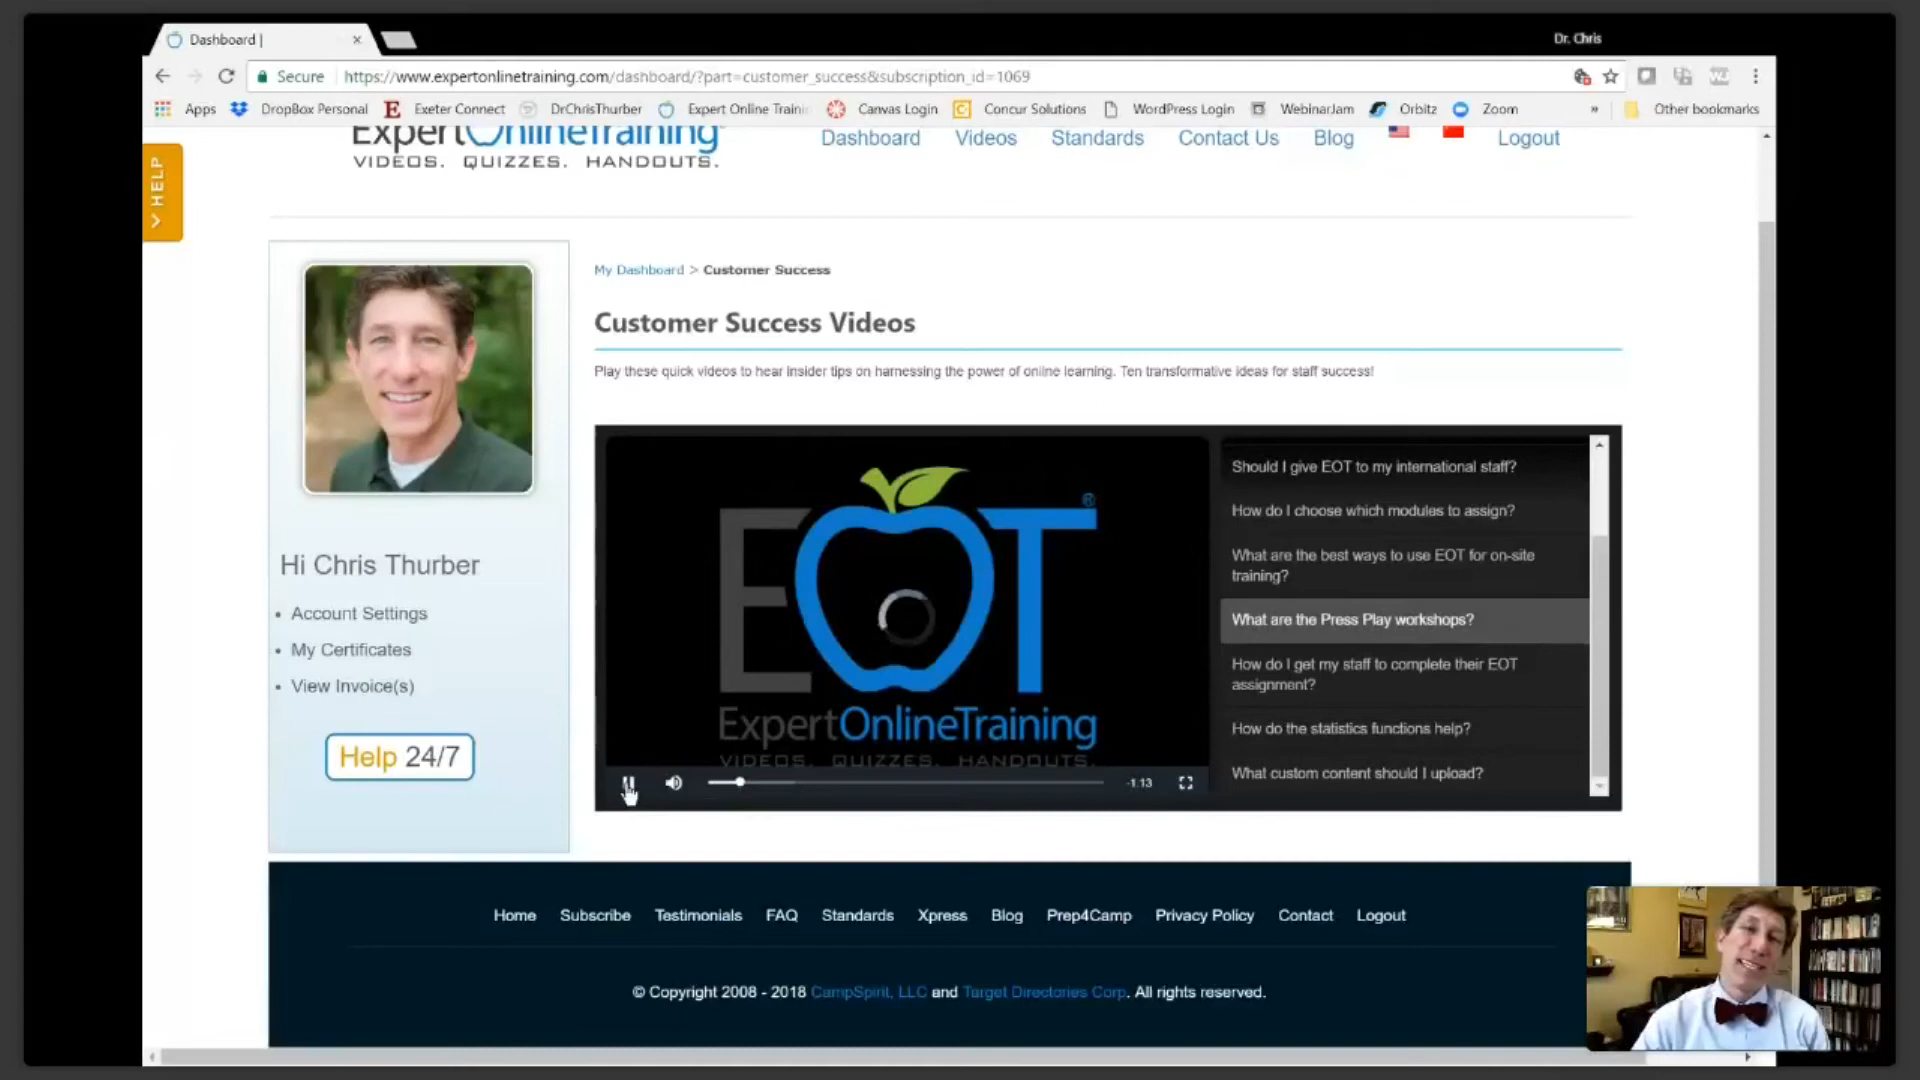 Dashboard |
Dr. Chris
Secure https://www.expertonlinetraining.com/dashboard/?part=customer_success&subscription_id=1069
Apps DropBox Personal Exeter Connect DrChrisThurber Expert Online Trainin Canvas Login Concur Solutions WordPress Login WebinarJam Orbitz Zoom » Other bookmarks
ExpertOnlineTraining
VIDEOS. QUIZZES. HANDOUTS.
Dashboard Videos Standards Contact Us Blog Logout
HELP
My Dashboard > Customer Success
Customer Success Videos
Play these quick videos to hear insider tips on harnessing the power of online learning. Ten transformative ideas for staff success!
Hi Chris Thurber
• Account Settings
• My Certificates
• View Invoice(s)
Help 24/7
EOT®
ExpertOnlineTraining
VIDEOS. QUIZZES. HANDOUTS.
-1:13
Should I give EOT to my international staff?
How do I choose which modules to assign?
What are the best ways to use EOT for on-site
training?
What are the Press Play workshops?
How do I get my staff to complete their EOT
assignment?
How do the statistics functions help?
What custom content should I upload?
Home Subscribe Testimonials FAQ Standards Xpress Blog Prep4Camp Privacy Policy Contact Logout
© Copyright 2008 - 2018 CampSpirit, LLC and Target Directories Corp. All rights reserved.